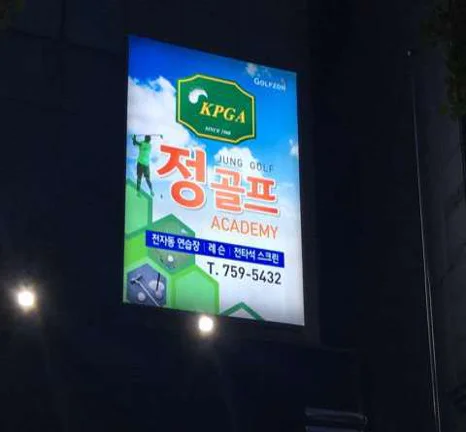 GOLFZON
KPGA
SINCE 1968
JUNG GOLF
정골프
ACADEMY
전자동 연습장 | 레 슨 | 전타석 스크린
T. 759-5432